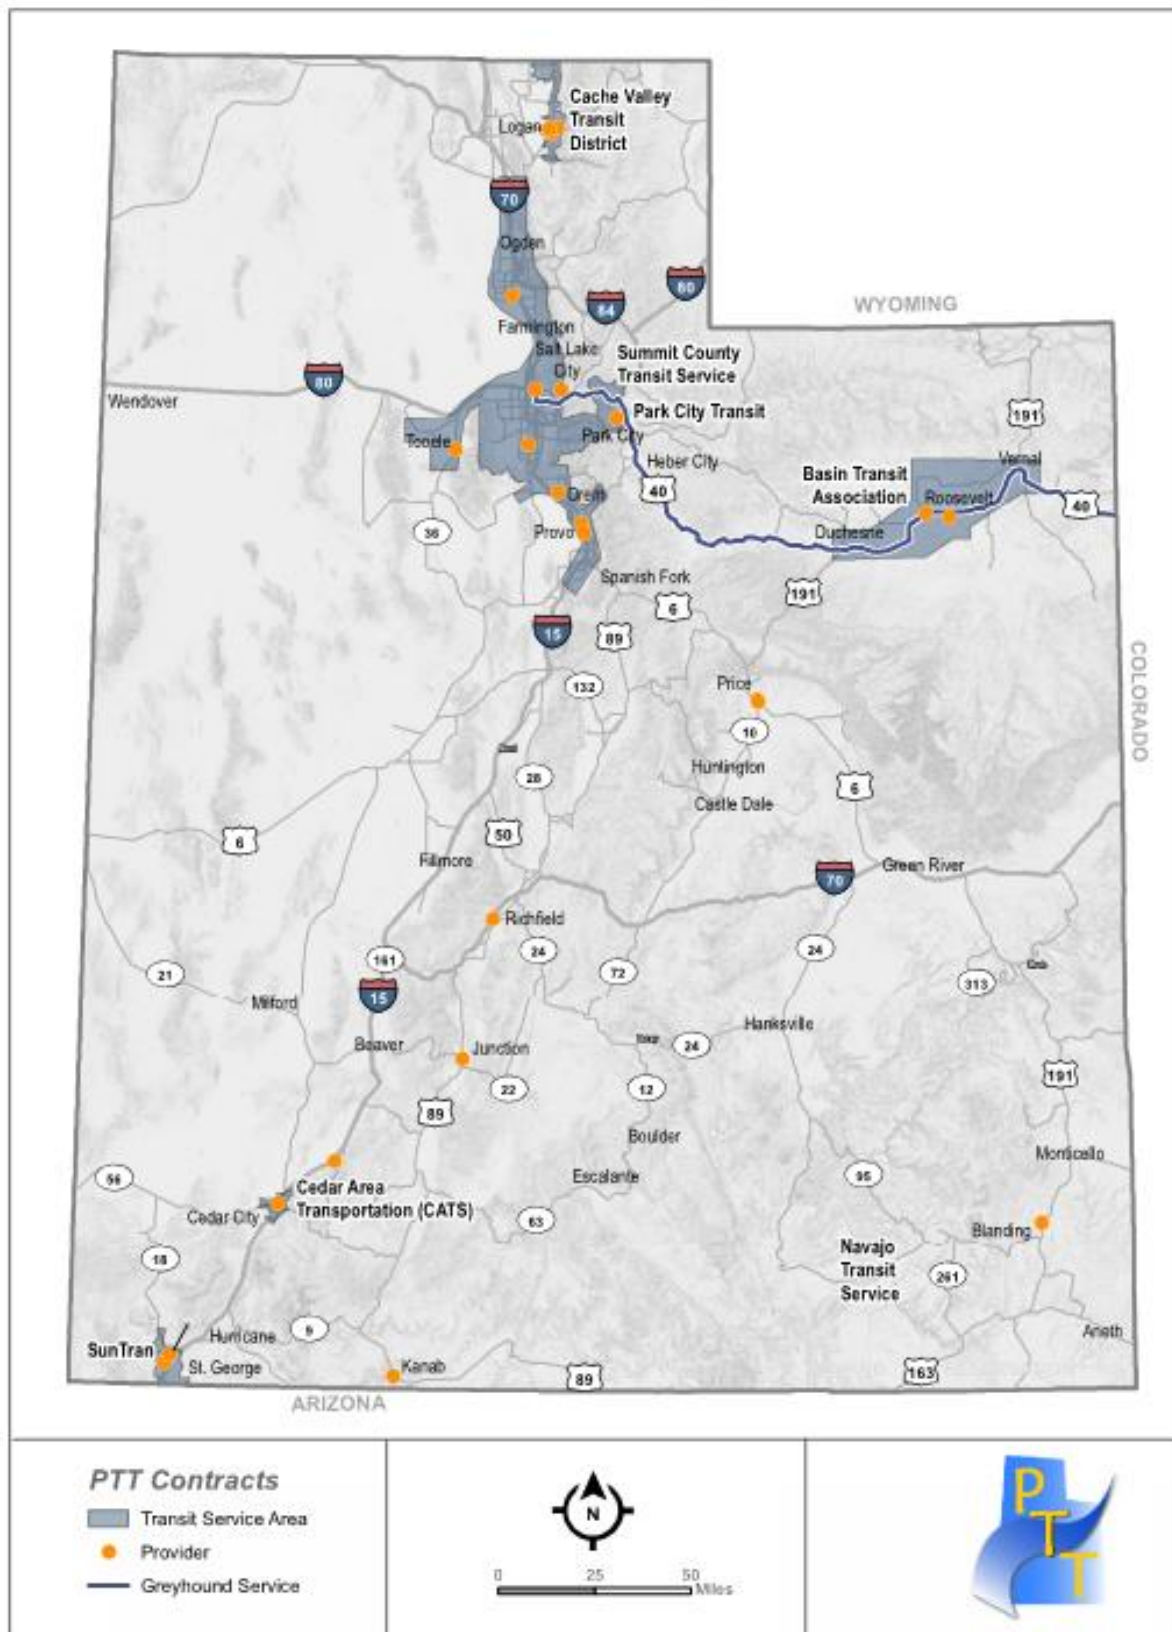 Cache Valley
Transit
District
Logan
70
Ogden
80
84
WYOMING
Farmington
Salt Lake
City
Summit County
Transit Service
80
Wendover
Park City Transit
191
Tooele
Park City
Heber City
Vernal
Basin Transit
Association
Roosevelt
40
40
Orem
36
Provo
Duchesne
Spanish Fork
6
191
15
89
COLORADO
132
Price
10
28
Huntington
6
Castle Dale
50
6
Fillmore
70
Green River
Richfield
161
24
24
72
21
313
15
Milford
Hanksville
24
Beaver
Junction
191
22
12
89
Boulder
Monticello
56
Escalante
95
Cedar Area
Transportation (CATS)
Cedar City
63
Blanding
Navajo
Transit
Service
18
261
9
Hurricane
Aneth
SunTran
St. George
Kanab
89
163
ARIZONA
PTT Contracts
Transit Service Area
Provider
Greyhound Service
N
0 25 50
Miles
P
T
T